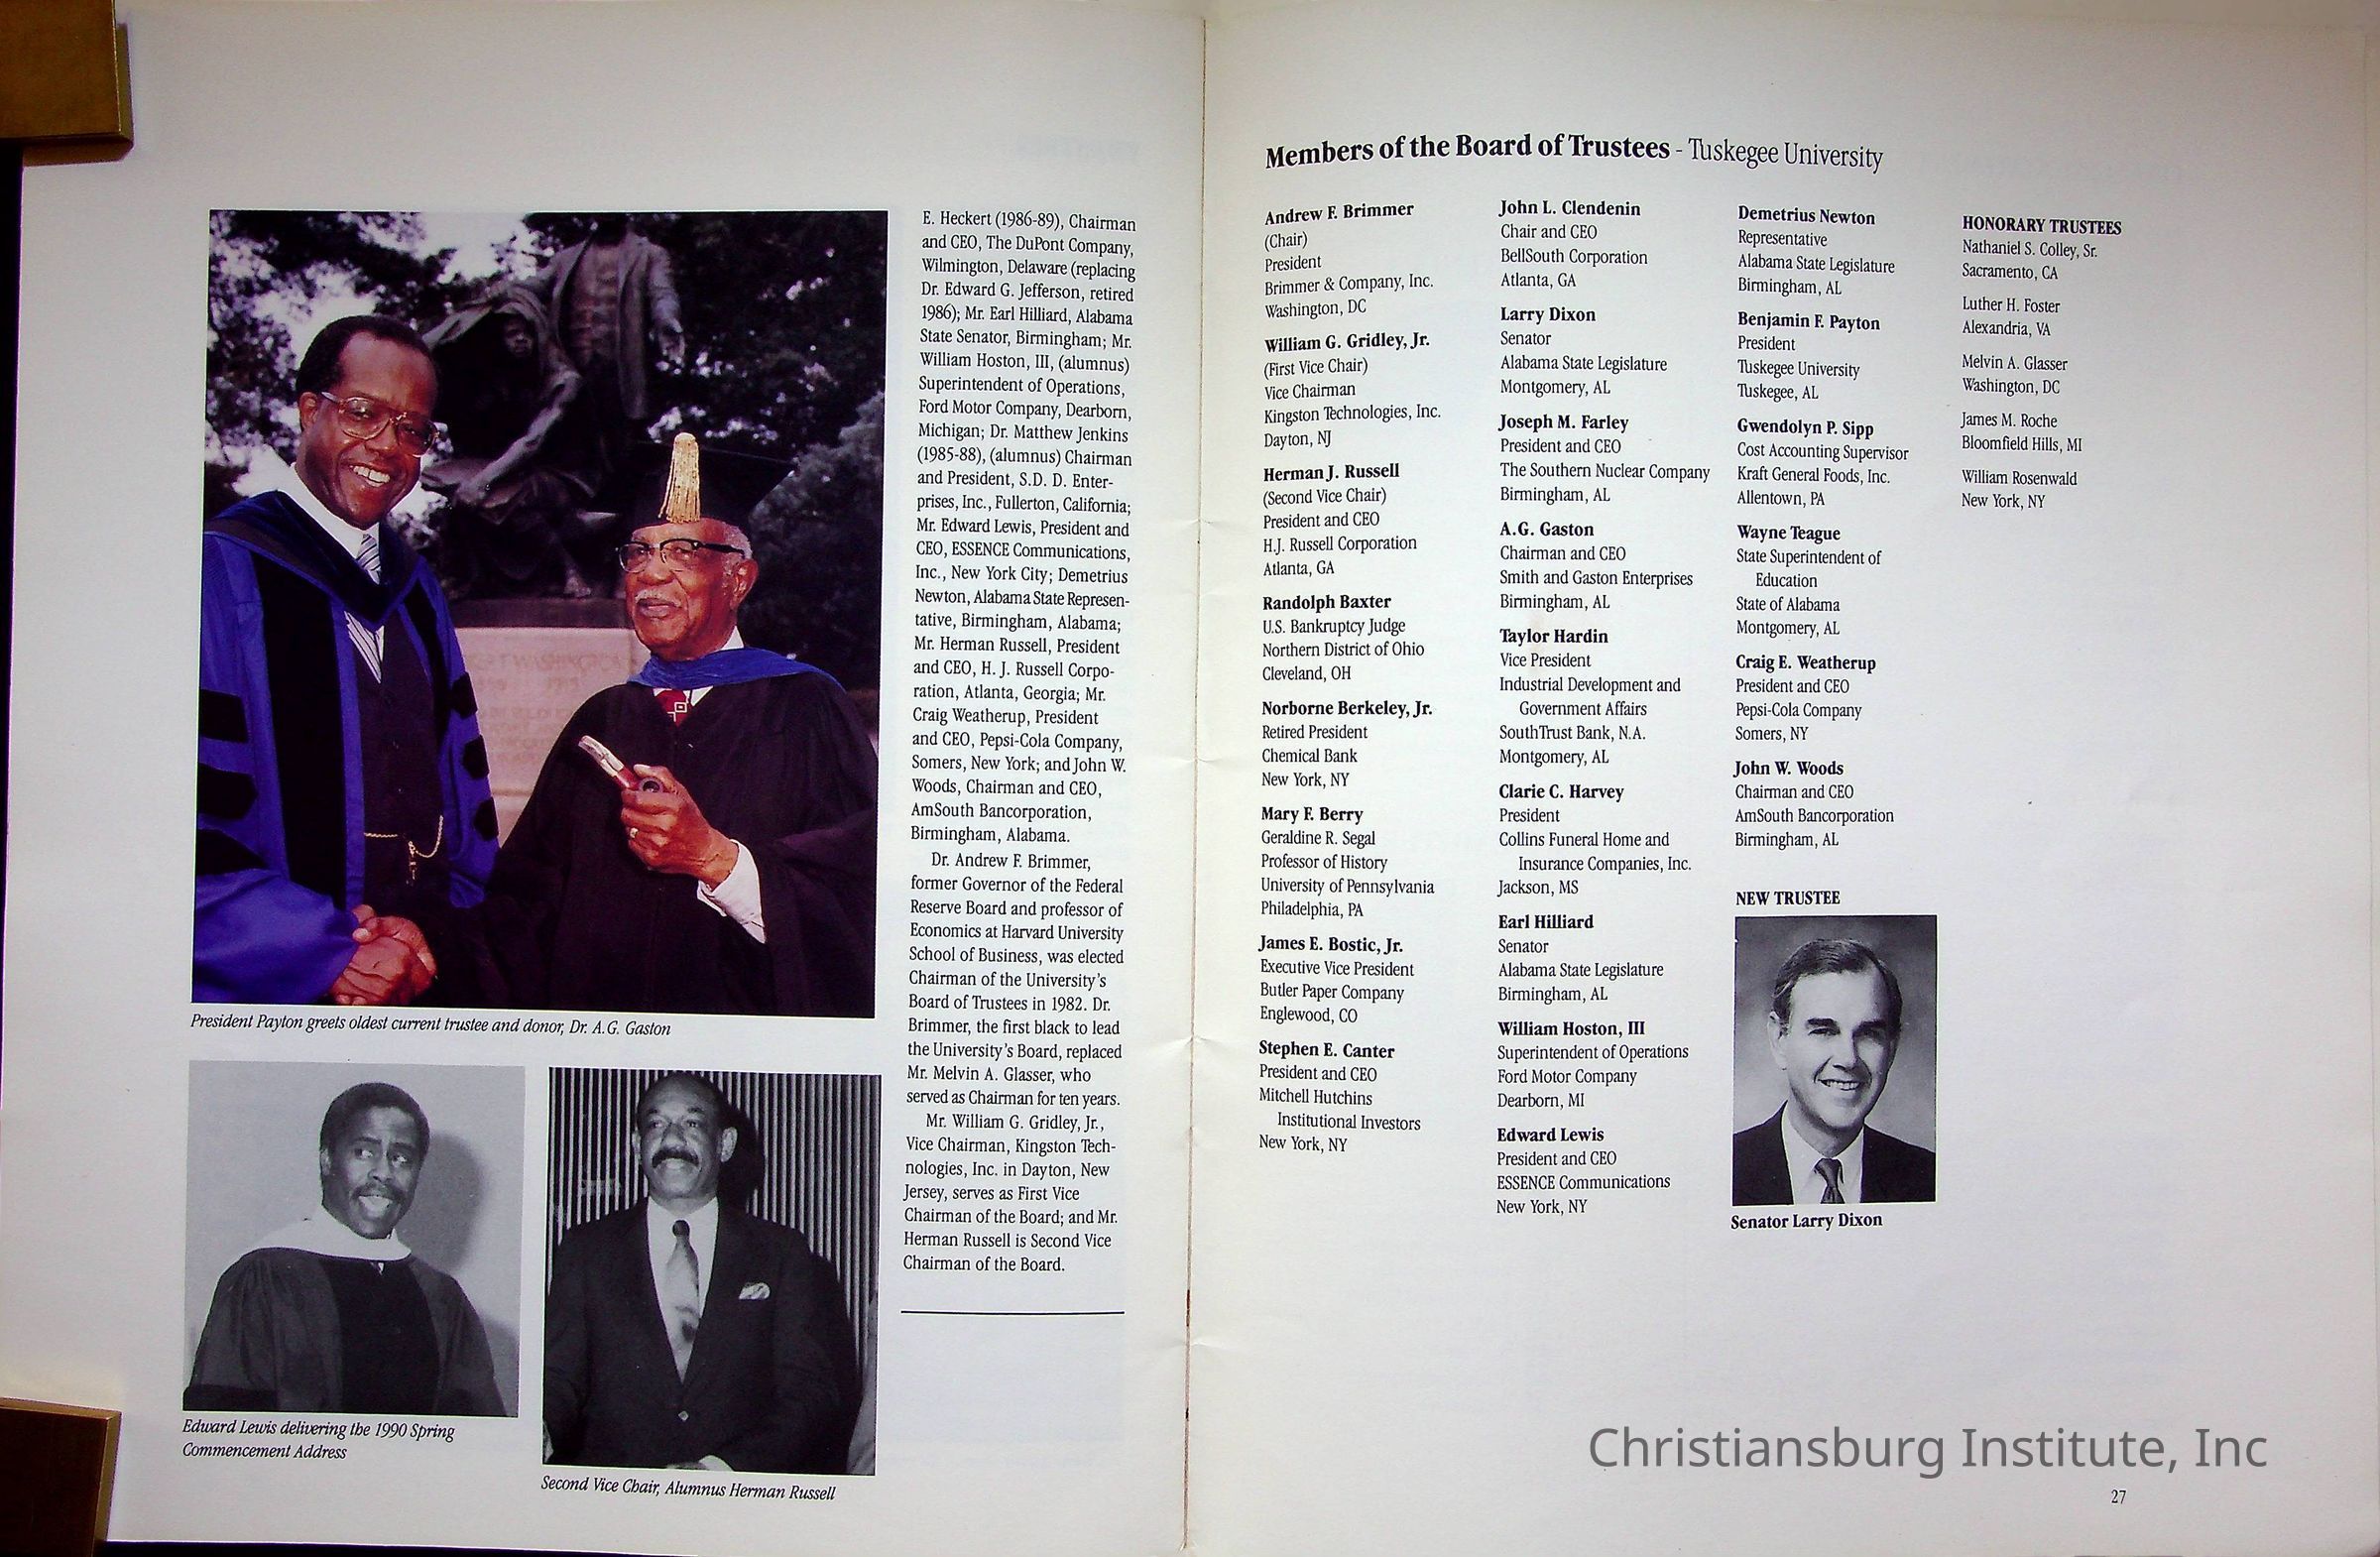 E. Heckert (1986-89), Chairman
and CEO, The DuPont Company,
Wilmington, Delaware (replacing
Dr. Edward G. Jefferson, retired
1986); Mr. Earl Hilliard, Alabama
State Senator, Birmingham; Mr.
William Hoston, III, (alumnus)
Superintendent of Operations,
Ford Motor Company, Dearborn,
Michigan; Dr. Matthew Jenkins
(1985-88), (alumnus) Chairman
and President, S.D. D. Enter-
prises, Inc., Fullerton, California;
Mr. Edward Lewis, President and
CEO, ESSENCE Communications,
Inc., New York City; Demetrius
Newton, Alabama State Represen-
tative, Birmingham, Alabama;
Mr. Herman Russell, President
and CEO, H. J. Russell Corpo-
ration, Atlanta, Georgia; Mr.
Craig Weatherup, President
and CEO, Pepsi-Cola Company,
Somers, New York; and John W.
Woods, Chairman and CEO,
AmSouth Bancorporation,
Birmingham, Alabama.
Dr. Andrew F. Brimmer,
former Governor of the Federal
Reserve Board and professor of
Economics at Harvard University
School of Business, was elected
Chairman of the University's
Board of Trustees in 1982. Dr.
Brimmer, the first black to lead
the University's Board, replaced
Mr. Melvin A. Glasser, who
served as Chairman for ten years.
Mr. William G. Gridley, Jr.,
Vice Chairman, Kingston Tech-
nologies, Inc. in Dayton, New
Jersey, serves as First Vice
Chairman of the Board; and Mr.
Herman Russell is Second Vice
Chairman of the Board.
President Payton greets oldest current trustee and donor, Dr. A.G. Gaston
Edward Lewis delivering the 1990 Spring
Commencement Address
Second Vice Chair, Alumnus Herman Russell
Members of the Board of Trustees - Tuskegee University
Andrew F. Brimmer
(Chair)
President
Brimmer & Company, Inc.
Washington, DC
William G. Gridley, Jr.
(First Vice Chair)
Vice Chairman
Kingston Technologies, Inc.
Dayton, NJ
Herman J. Russell
(Second Vice Chair)
President and CEO
H.J. Russell Corporation
Atlanta, GA
Randolph Baxter
U.S. Bankruptcy Judge
Northern District of Ohio
Cleveland, OH
Norborne Berkeley, Jr.
Retired President
Chemical Bank
New York, NY
Mary F. Berry
Geraldine R. Segal
Professor of History
University of Pennsylvania
Philadelphia, PA
James E. Bostic, Jr.
Executive Vice President
Butler Paper Company
Englewood, CO
Stephen E. Canter
President and CEO
Mitchell Hutchins
Institutional Investors
New York, NY
John L. Clendenin
Chair and CEO
BellSouth Corporation
Atlanta, GA
Larry Dixon
Senator
Alabama State Legislature
Montgomery, AL
Joseph M. Farley
President and CEO
The Southern Nuclear Company
Birmingham, AL
A.G. Gaston
Chairman and CEO
Smith and Gaston Enterprises
Birmingham, AL
Taylor Hardin
Vice President
Industrial Development and
Government Affairs
SouthTrust Bank, N.A.
Montgomery, AL
Clarie C. Harvey
President
Collins Funeral Home and
Insurance Companies, Inc.
Jackson, MS
Earl Hilliard
Senator
Alabama State Legislature
Birmingham, AL
William Hoston, III
Superintendent of Operations
Ford Motor Company
Dearborn, MI
Edward Lewis
President and CEO
ESSENCE Communications
New York, NY
Demetrius Newton
Representative
Alabama State Legislature
Birmingham, AL
Benjamin F. Payton
President
Tuskegee University
Tuskegee, AL
Gwendolyn P. Sipp
Cost Accounting Supervisor
Kraft General Foods, Inc.
Allentown, PA
Wayne Teague
State Superintendent of
Education
State of Alabama
Montgomery, AL
Craig E. Weatherup
President and CEO
Pepsi-Cola Company
Somers, NY
John W. Woods
Chairman and CEO
AmSouth Bancorporation
Birmingham, AL
NEW TRUSTEE
Senator Larry Dixon
HONORARY TRUSTEES
Nathaniel S. Colley, Sr.
Sacramento, CA
Luther H. Foster
Alexandria, VA
Melvin A. Glasser
Washington, DC
James M. Roche
Bloomfield Hills, MI
William Rosenwald
New York, NY
Christiansburg Institute, Inc
27